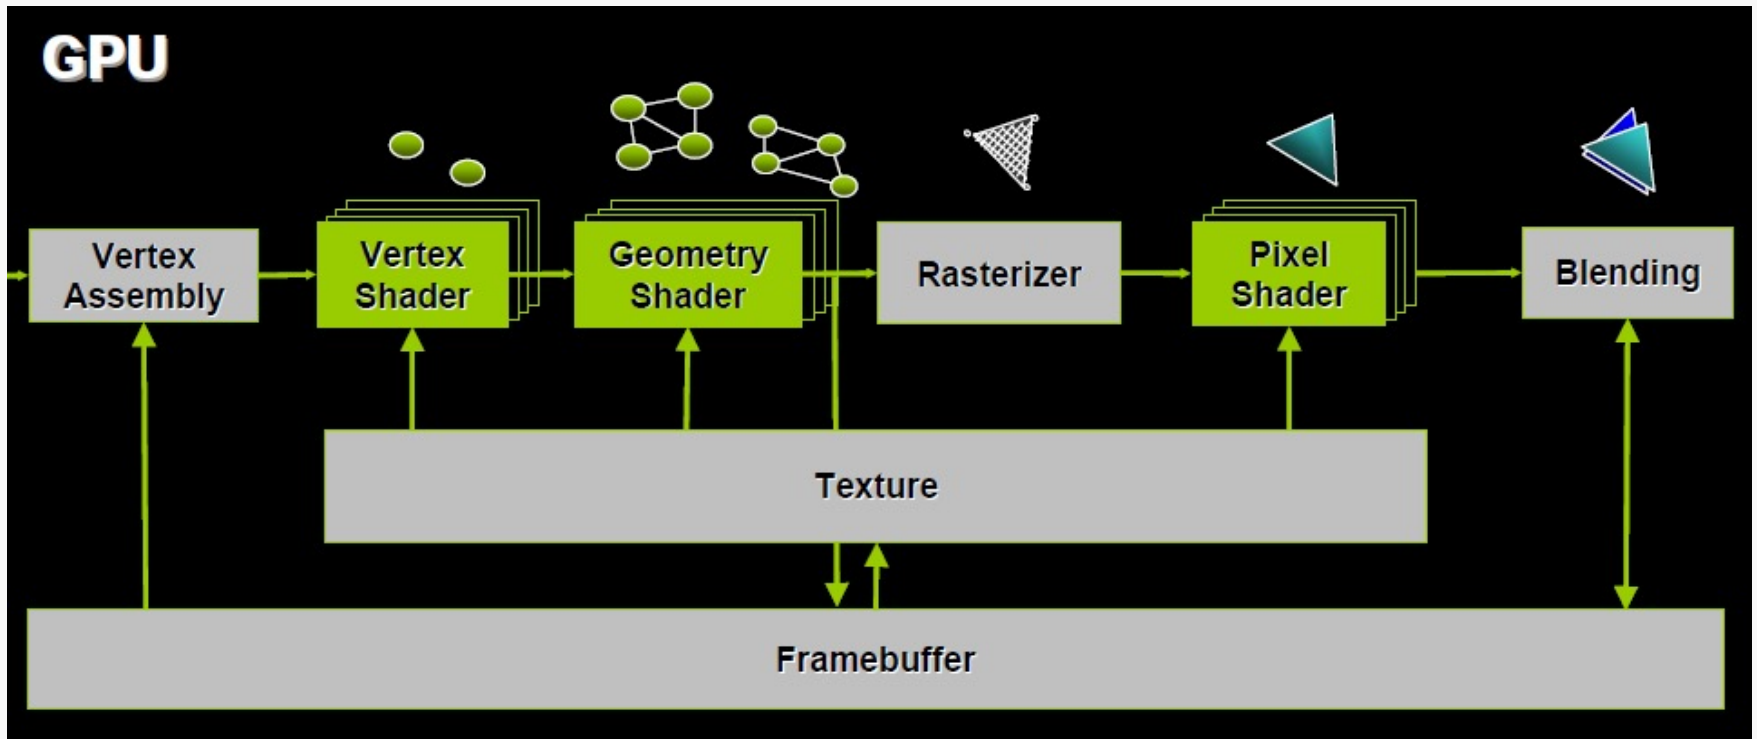 GPU
Vertex
Assembly
Vertex
Shader
Geometry
Shader
Rasterizer
Pixel
Shader
Blending
Texture
Framebuffer